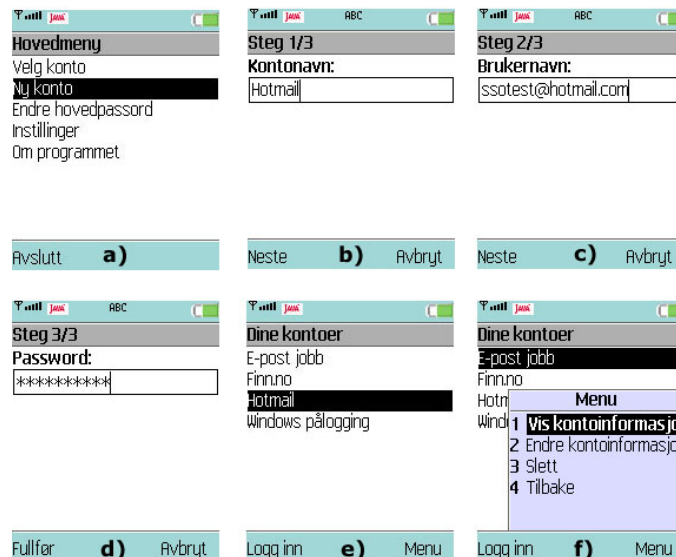 JAVA
Hovedmeny
Velg konto
Ny konto
Endre hovedpassord
Instillinger
Om programmet
Avslutt a)
JAVA ABC
Steg 1/3
Kontonavn:
Hotmail
Neste b) Avbryt
JAVA ABC
Steg 2/3
Brukernavn:
ssotest@hotmail.com
Neste c) Avbryt
JAVA ABC
Steg 3/3
Password:
**********
Fullfør d) Avbryt
JAVA
Dine kontoer
E-post jobb
Finn.no
Hotmail
Windows pålogging
Logg inn e) Menu
JAVA
Dine kontoer
E-post jobb
Finn.no
Hotm
Wind
Menu
1 Vis kontoinformasjo
2 Endre kontoinformasjo
3 Slett
4 Tilbake
Logg inn f) Menu